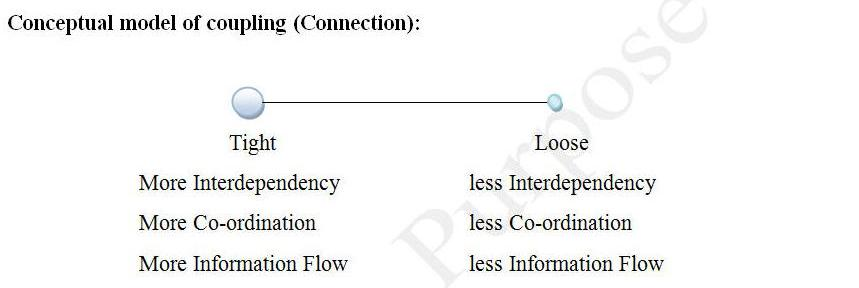 Conceptual model of coupling (Connection):
Tight Loose
More Interdependency less Interdependency
More Co-ordination less Co-ordination
More Information Flow less Information Flow
Purpose